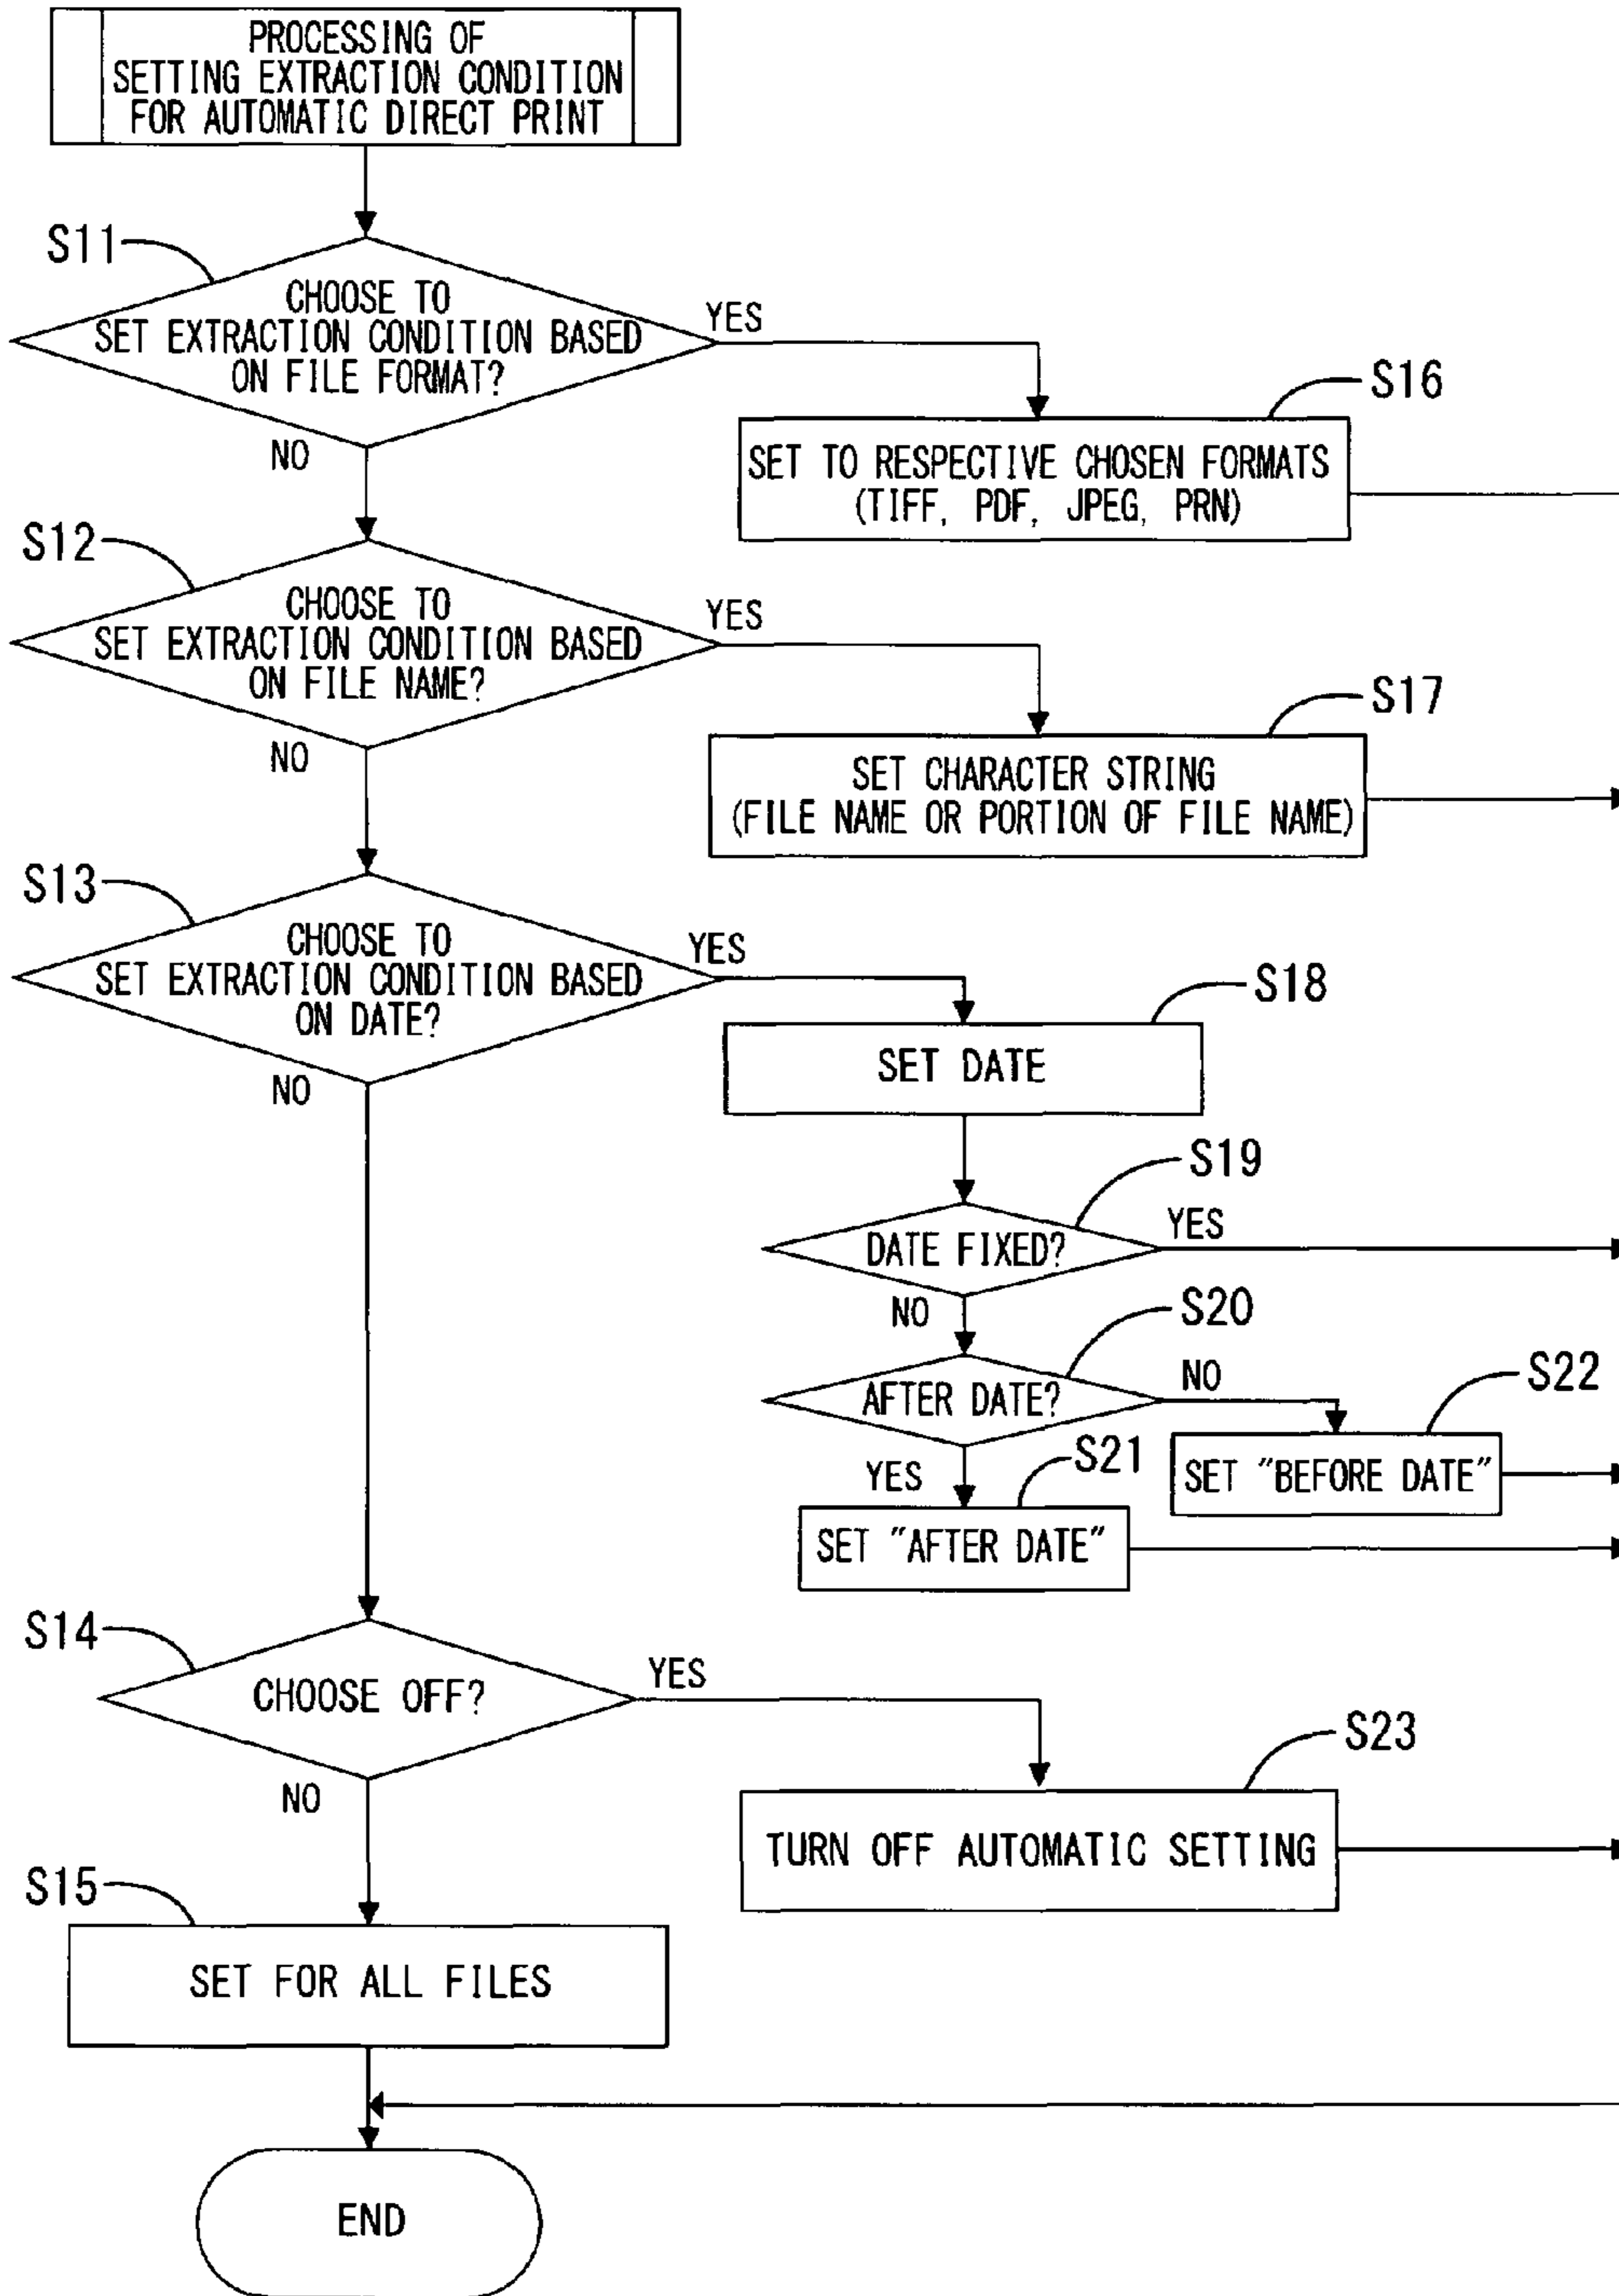 PROCESSING OF
SETTING EXTRACTION CONDITION
FOR AUTOMATIC DIRECT PRINT
S11
CHOOSE TO
SET EXTRACTION CONDITION BASED
ON FILE FORMAT?
YES
NO
S16
SET TO RESPECTIVE CHOSEN FORMATS
(TIFF, PDF, JPEG, PRN)
S12
CHOOSE TO
SET EXTRACTION CONDITION BASED
ON FILE NAME?
YES
NO
S17
SET CHARACTER STRING
(FILE NAME OR PORTION OF FILE NAME)
S13
CHOOSE TO
SET EXTRACTION CONDITION BASED
ON DATE?
YES
NO
S18
SET DATE
S19
DATE FIXED?
YES
NO
S20
AFTER DATE?
NO
YES
S22
SET "BEFORE DATE"
S21
SET "AFTER DATE"
S14
CHOOSE OFF?
YES
NO
S23
TURN OFF AUTOMATIC SETTING
S15
SET FOR ALL FILES
END